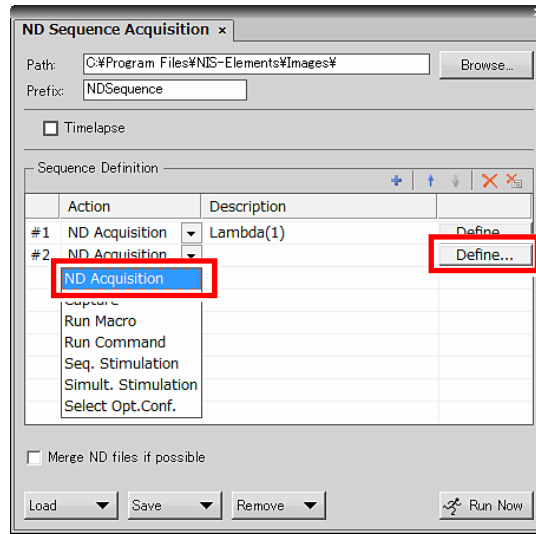 ND Sequence Acquisition ×
Path: C:¥Program Files¥NIS-Elements¥Images¥ Browse...
Prefix: NDSequence
Timelapse
Sequence Definition
Action Description
#1 ND Acquisition Lambda(1) Define...
#2 ND Acquisition Define...
ND Acquisition
Capture
Run Macro
Run Command
Seq. Stimulation
Simult. Stimulation
Select Opt.Conf.
Merge ND files if possible
Load Save Remove Run Now